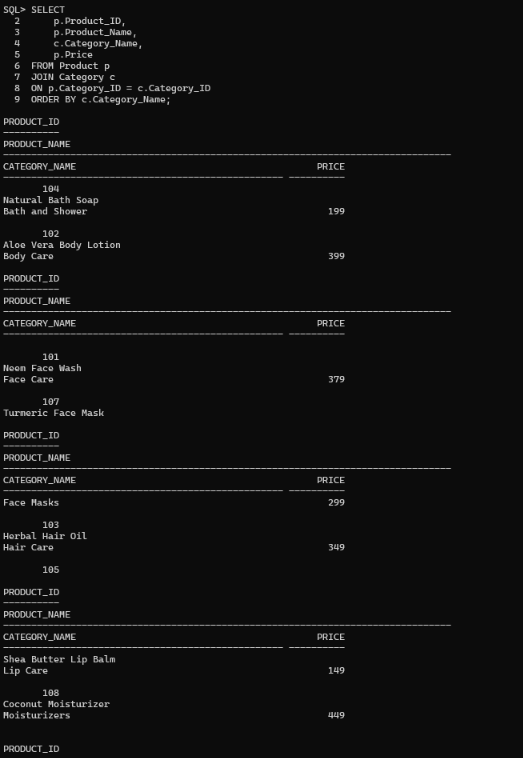 SQL> SELECT
  2      p.Product_ID,
  3      p.Product_Name,
  4      c.Category_Name,
  5      p.Price
  6  FROM Product p
  7  JOIN Category c
  8  ON p.Category_ID = c.Category_ID
  9  ORDER BY c.Category_Name;
PRODUCT_ID
----------
PRODUCT_NAME
--------------------------------------------------------------------------------
CATEGORY_NAME                                           PRICE
-------------------------------------------------- ----------
       104
Natural Bath Soap
Bath and Shower                                           199
       102
Aloe Vera Body Lotion
Body Care                                                 399
PRODUCT_ID
----------
PRODUCT_NAME
--------------------------------------------------------------------------------
CATEGORY_NAME                                           PRICE
-------------------------------------------------- ----------
       101
Neem Face Wash
Face Care                                                 379
       107
Turmeric Face Mask
PRODUCT_ID
----------
PRODUCT_NAME
--------------------------------------------------------------------------------
CATEGORY_NAME                                           PRICE
-------------------------------------------------- ----------
Face Masks                                                299
       103
Herbal Hair Oil
Hair Care                                                 349
       105
PRODUCT_ID
----------
PRODUCT_NAME
--------------------------------------------------------------------------------
CATEGORY_NAME                                           PRICE
-------------------------------------------------- ----------
Shea Butter Lip Balm
Lip Care                                                  149
       108
Coconut Moisturizer
Moisturizers                                              449
PRODUCT_ID